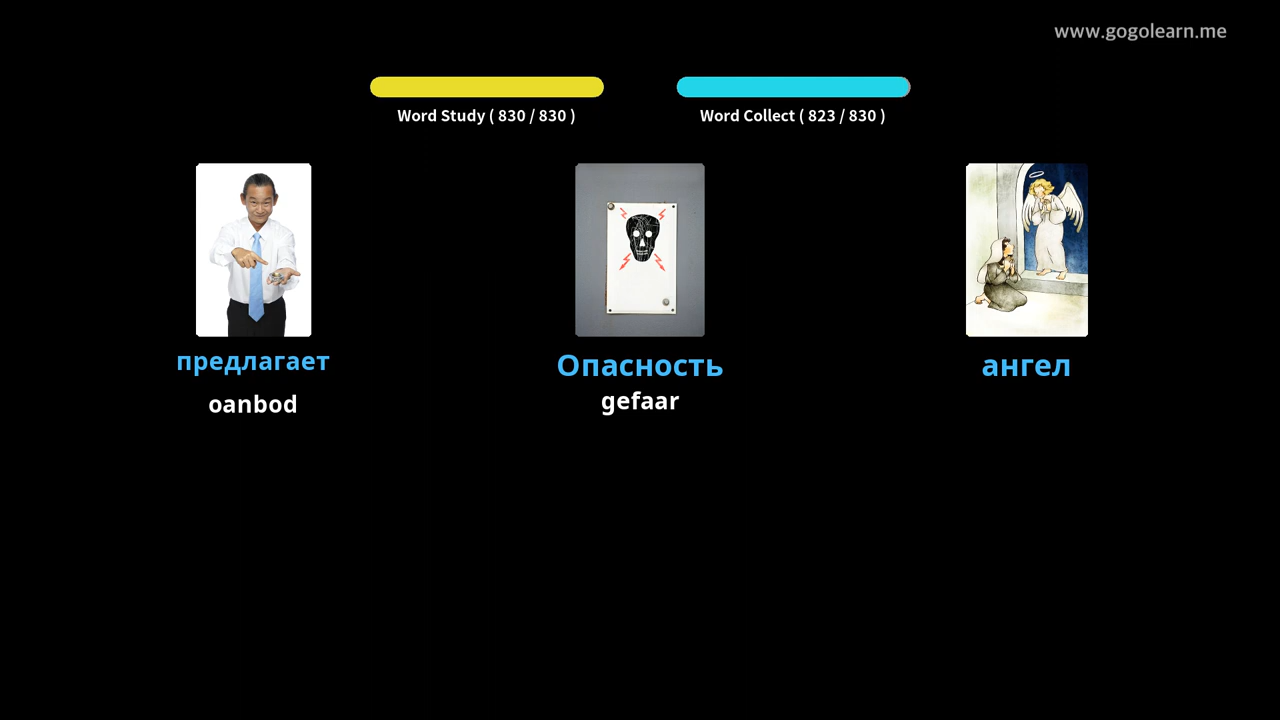 www.gogolearn.me
Word Study ( 830 / 830 )
Word Collect ( 823 / 830 )
предлагает
Опасность
ангел
oanbod
gefaar